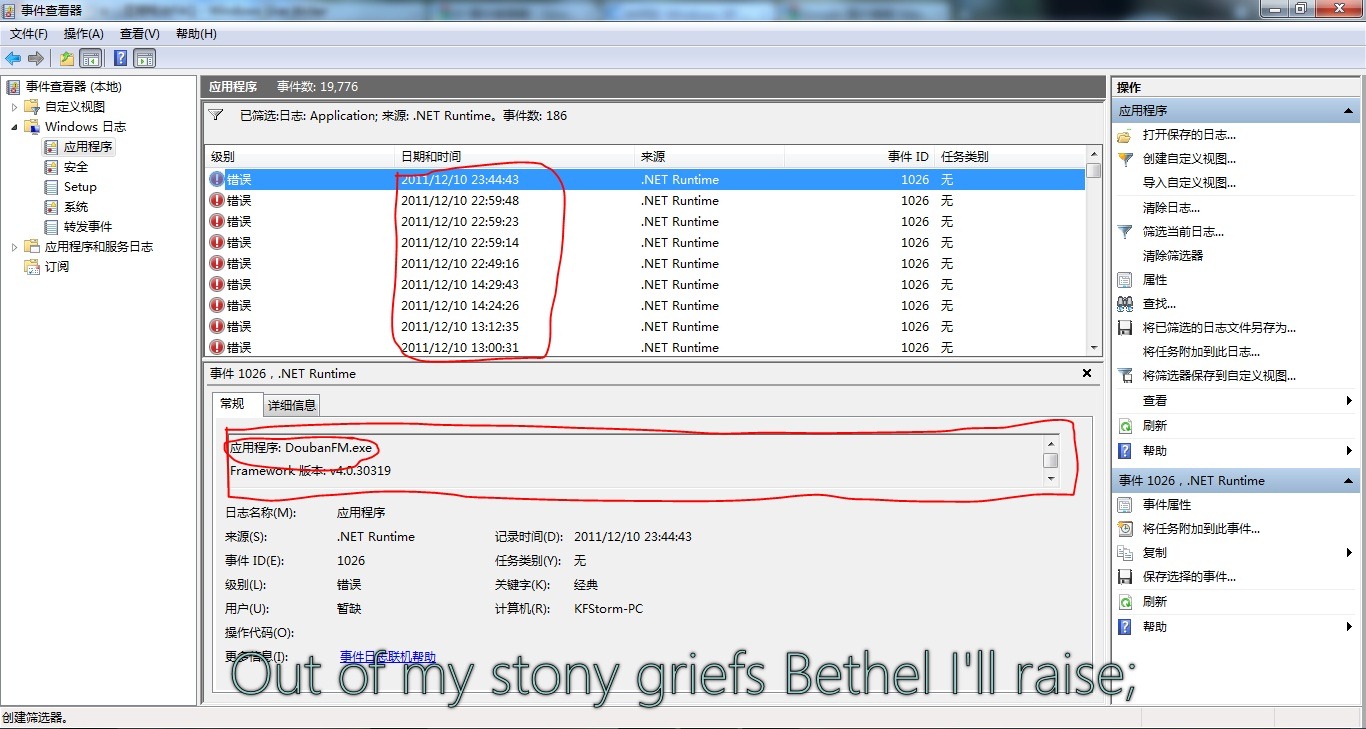 事件查看器
文件(F) 操作(A) 查看(V) 帮助(H)
事件查看器 (本地)
自定义视图
Windows 日志
应用程序
安全
Setup
系统
转发事件
应用程序和服务日志
订阅
应用程序 事件数: 19,776
已筛选:日志: Application; 来源: .NET Runtime。事件数: 186
级别 日期和时间 来源 事件 ID 任务类别
错误 2011/12/10 23:44:43 .NET Runtime 1026 无
错误 2011/12/10 22:59:48 .NET Runtime 1026 无
错误 2011/12/10 22:59:23 .NET Runtime 1026 无
错误 2011/12/10 22:59:14 .NET Runtime 1026 无
错误 2011/12/10 22:49:16 .NET Runtime 1026 无
错误 2011/12/10 14:29:43 .NET Runtime 1026 无
错误 2011/12/10 14:24:26 .NET Runtime 1026 无
错误 2011/12/10 13:12:35 .NET Runtime 1026 无
错误 2011/12/10 13:00:31 .NET Runtime 1026 无
事件 1026，.NET Runtime
常规 详细信息
应用程序: DoubanFM.exe
Framework 版本: v4.0.30319
日志名称(M): 应用程序
来源(S): .NET Runtime 记录时间(D): 2011/12/10 23:44:43
事件 ID(E): 1026 任务类别(Y): 无
级别(L): 错误 关键字(K): 经典
用户(U): 暂缺 计算机(R): KFStorm-PC
操作代码(O):
更多信息(I): 事件日志联机帮助
Out of my stony griefs Bethel I'll raise;
操作
应用程序
打开保存的日志...
创建自定义视图...
导入自定义视图...
清除日志...
筛选当前日志...
清除筛选器
属性
查找...
将已筛选的日志文件另存为...
将任务附加到此日志...
将筛选器保存到自定义视图...
查看
刷新
帮助
事件 1026，.NET Runtime
事件属性
将任务附加到此事件...
复制
保存选择的事件...
刷新
帮助
创建筛选器。